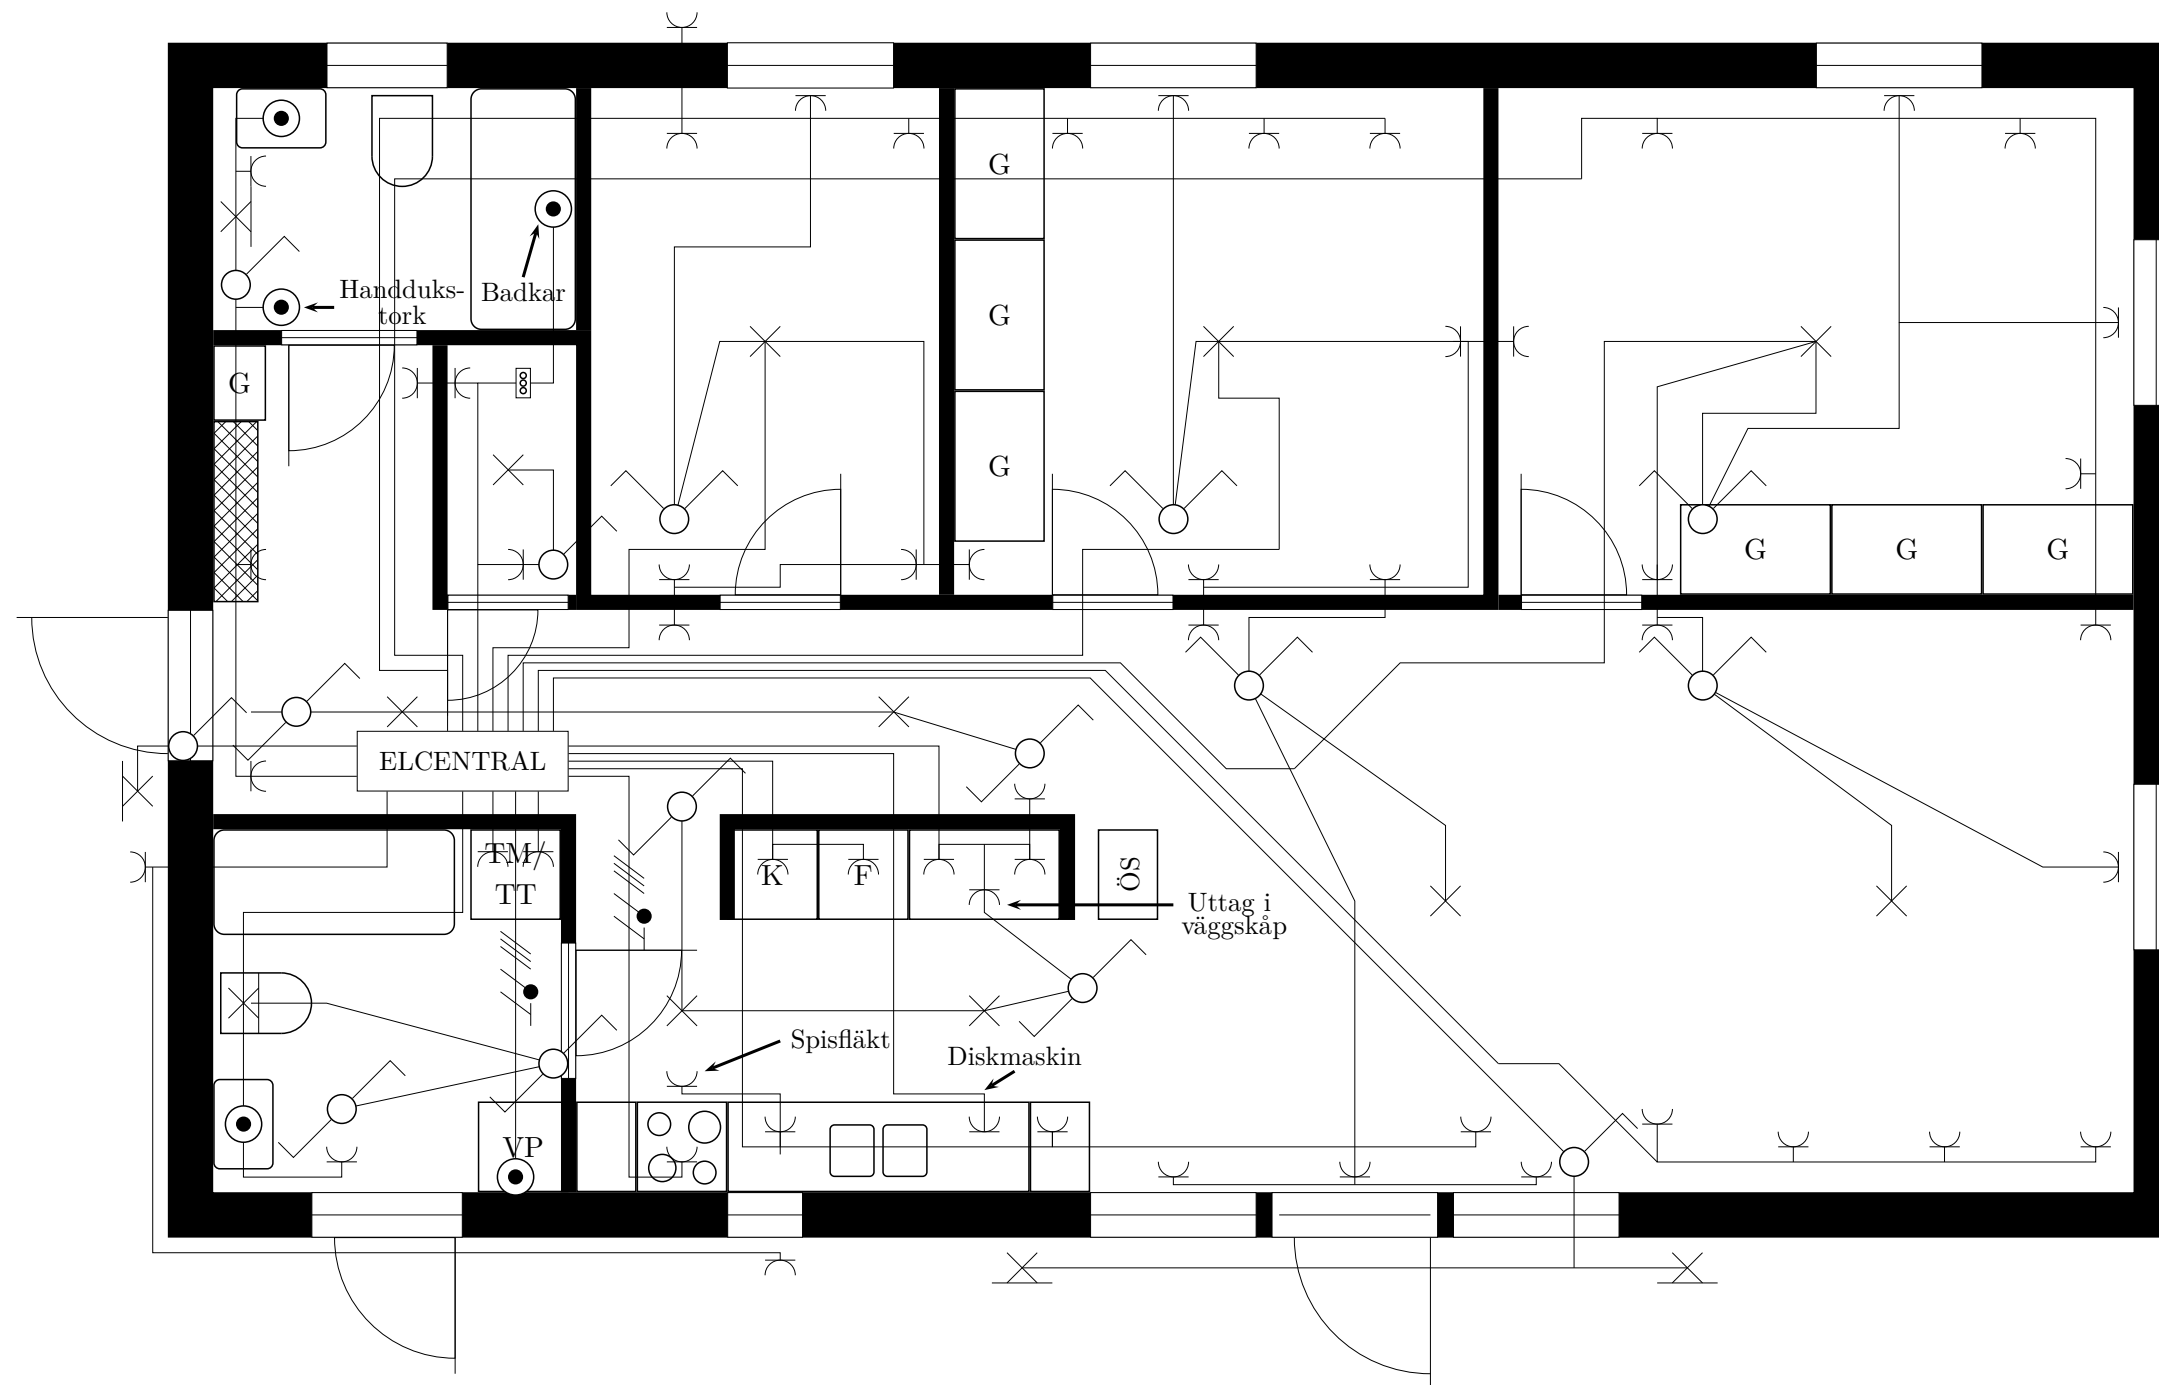 G
Handduks-
tork
Badkar
G
G
G
G
G
G
G
ELCENTRAL
TM/
TT
K
F
ÖS
Uttag i
väggskåp
Spisfläkt
Diskmaskin
VP